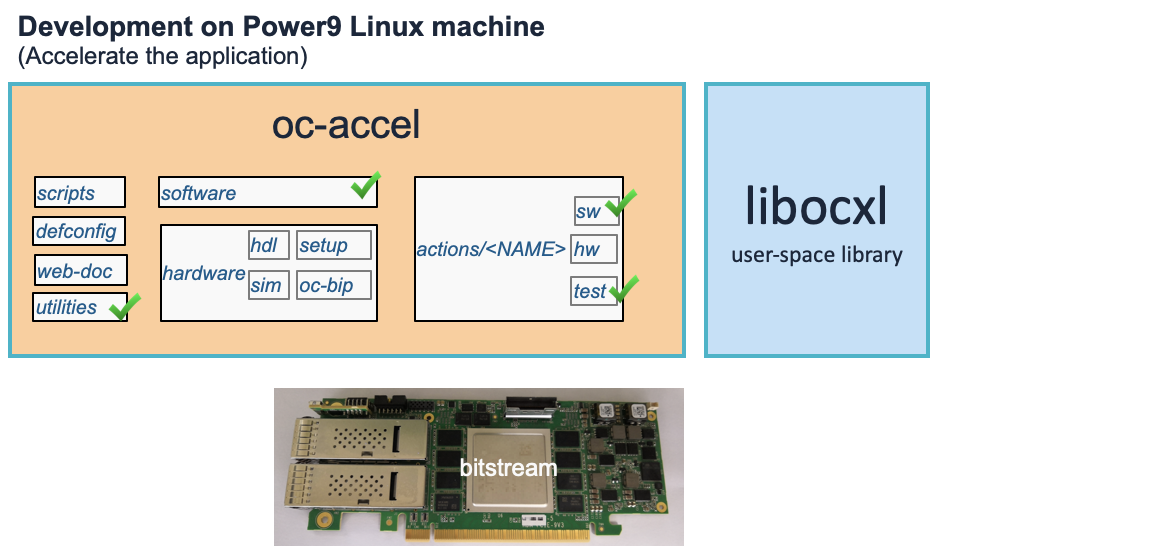 Development on Power9 Linux machine
(Accelerate the application)
oc-accel
scripts
defconfig
web-doc
utilities
software
hardware
hdl
setup
sim
oc-bip
actions/<NAME>
sw
hw
test
libocxl
user-space library
bitstream